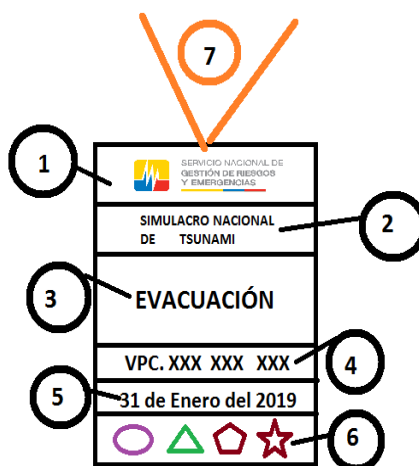 7
1
SERVICIO NACIONAL DE
GESTIÓN DE RIESGOS
Y EMERGENCIAS
SIMULACRO NACIONAL
DE TSUNAMI
2
3
EVACUACIÓN
VPC. XXX XXX XXX
4
5
31 de Enero del 2019
6